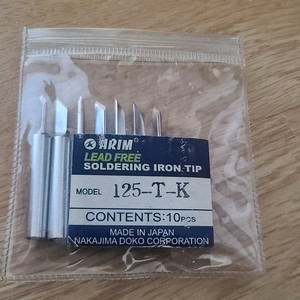 ARIM
LEAD FREE
SOLDERING IRON TIP
MODEL 125-T-K
CONTENTS:10PCS
MADE IN JAPAN
NAKAJIMA DOKO CORPORATION